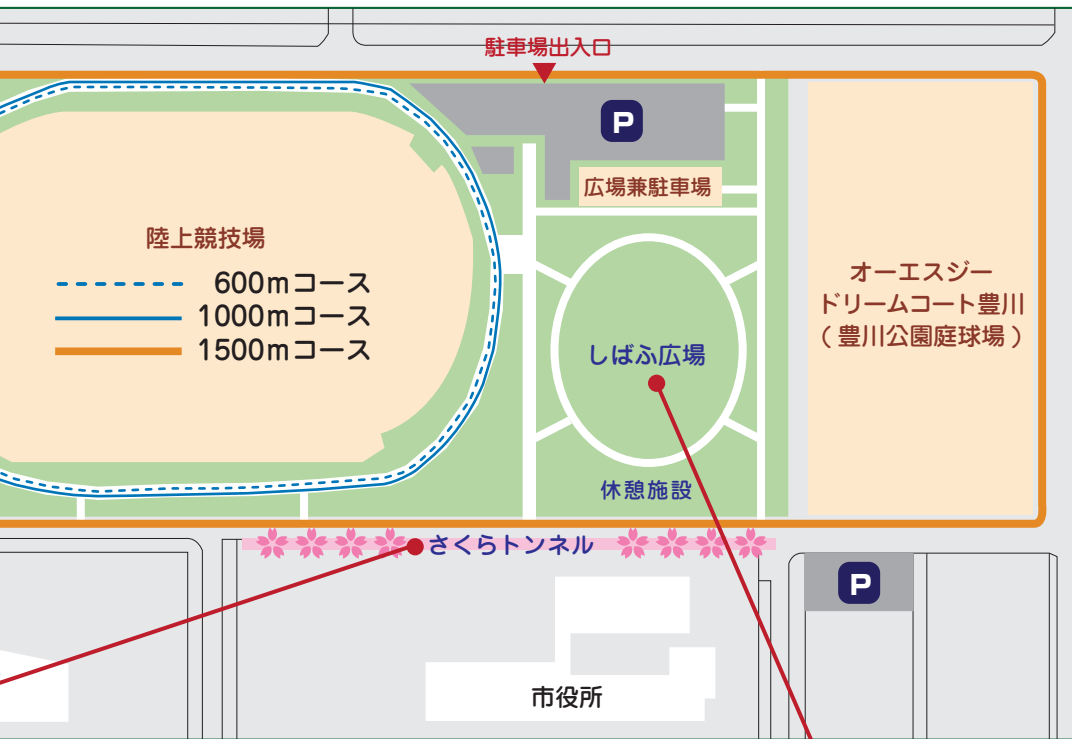 駐車場出入口
P
広場兼駐車場
陸上競技場
600mコース
1000mコース
1500mコース
オーエスジー
ドリームコート豊川
( 豊川公園庭球場 )
しばふ広場
休憩施設
さくらトンネル
P
市役所